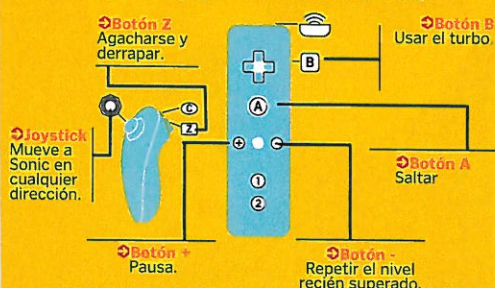 Botón Z
Agacharse y
derrapar.
Botón B
Usar el turbo.
B
C
Z
A
Joystick
Mueve a
Sonic en
cualquier
dirección.
+
-
Botón A
Saltar
1
2
Botón +
Pausa.
Botón -
Repetir el nivel
recién superado.